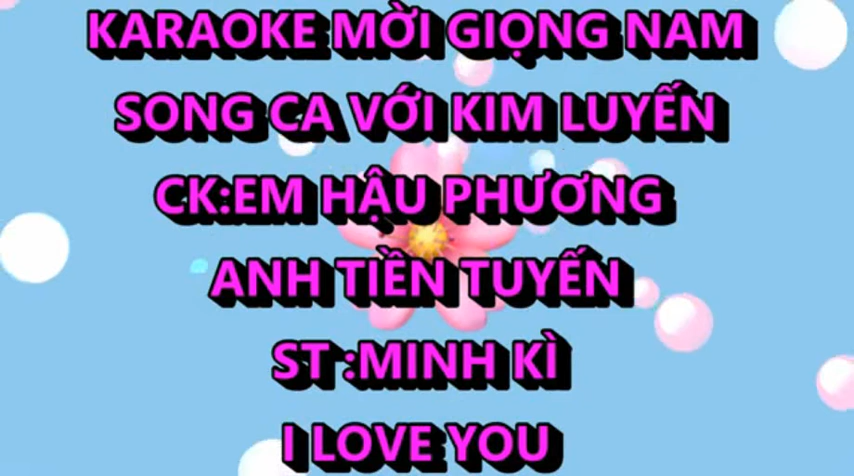 KARAOKE MỜI GIỌNG NAM
SONG CA VỚI KIM LUYẾN
CK:EM HẬU PHƯƠNG
ANH TIỀN TUYẾN
ST :MINH KÌ
I LOVE YOU